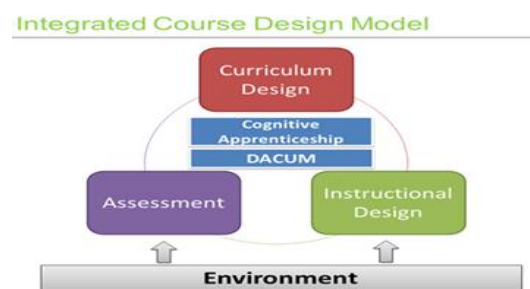 Integrated Course Design Model
Curriculum
Design
Cognitive
Apprenticeship
DACUM
Assessment
Instructional
Design
Environment